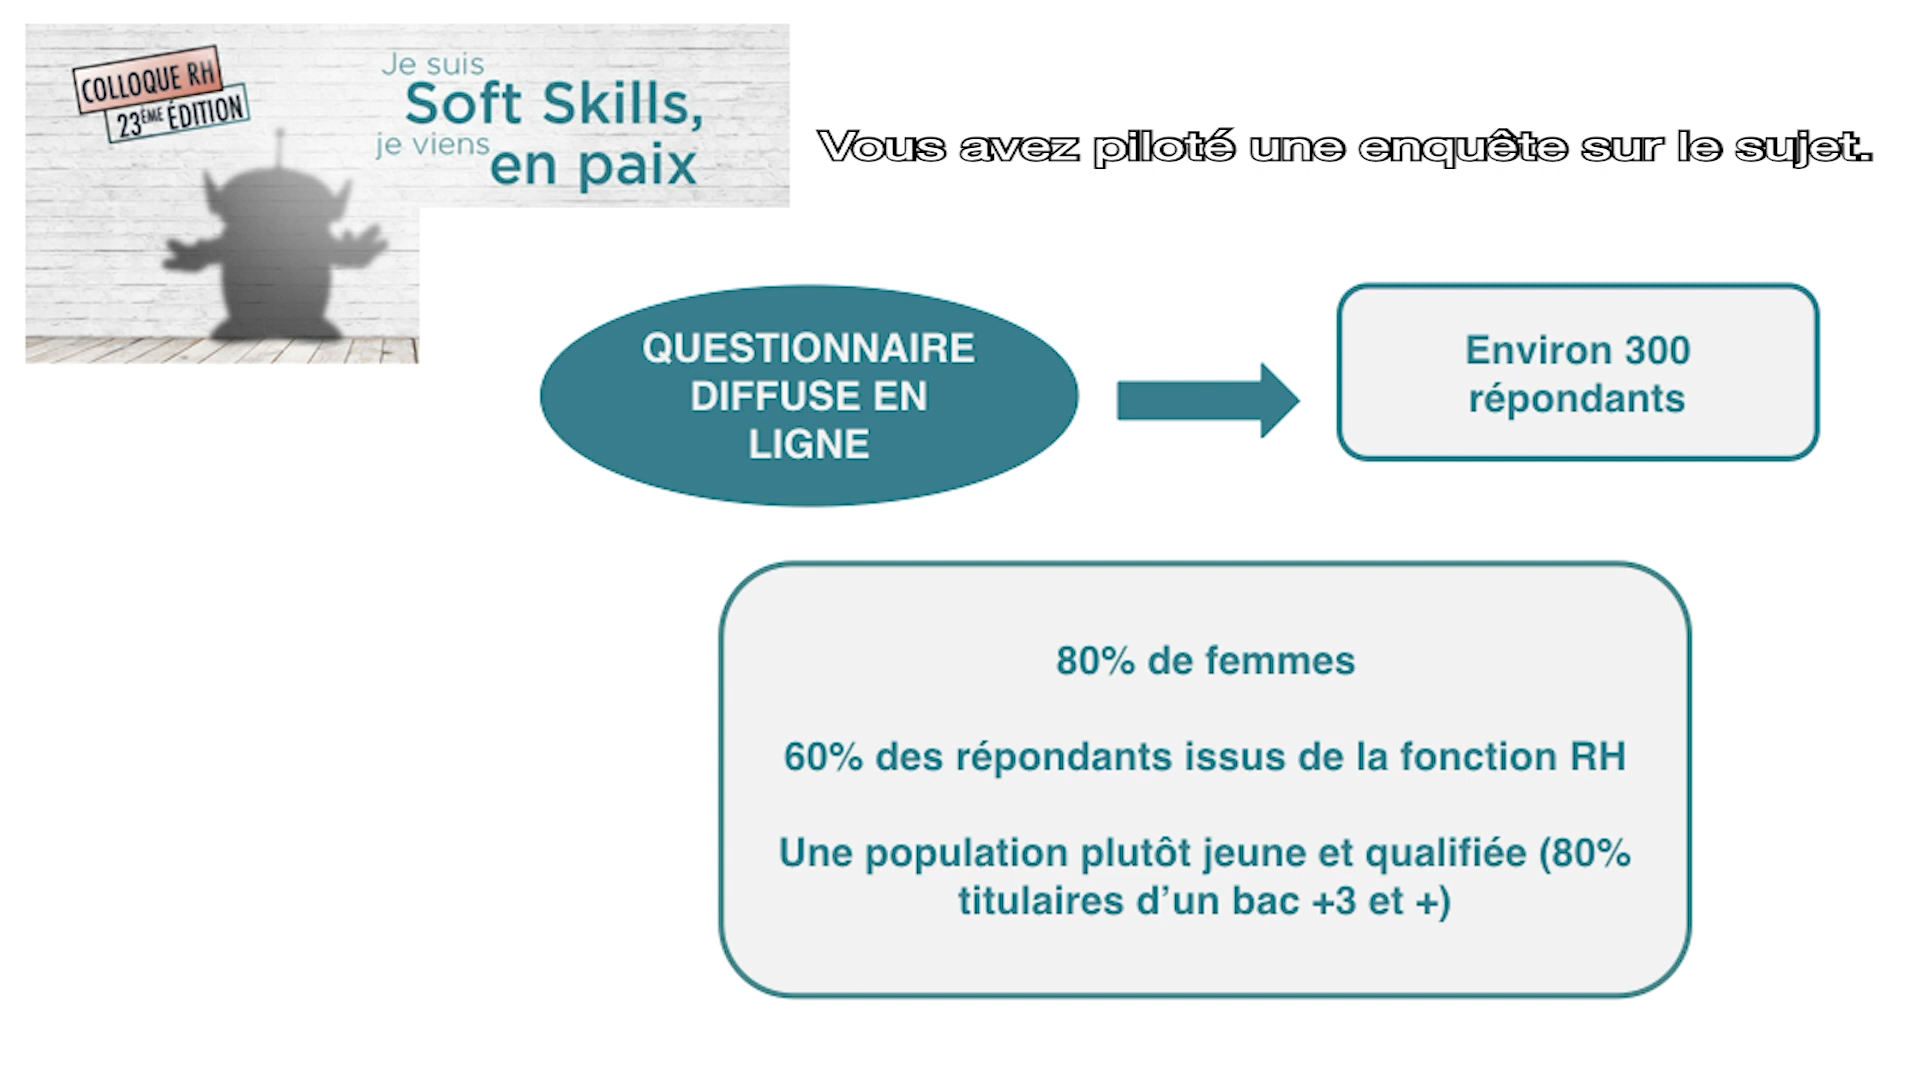 COLLOQUE RH
23ÈME ÉDITION
Je suis
Soft Skills,
je viens
en paix
Vous avez piloté une enquête sur le sujet.
QUESTIONNAIRE
DIFFUSE EN
LIGNE
Environ 300
répondants
80% de femmes
60% des répondants issus de la fonction RH
Une population plutôt jeune et qualifiée (80%
titulaires d’un bac +3 et +)